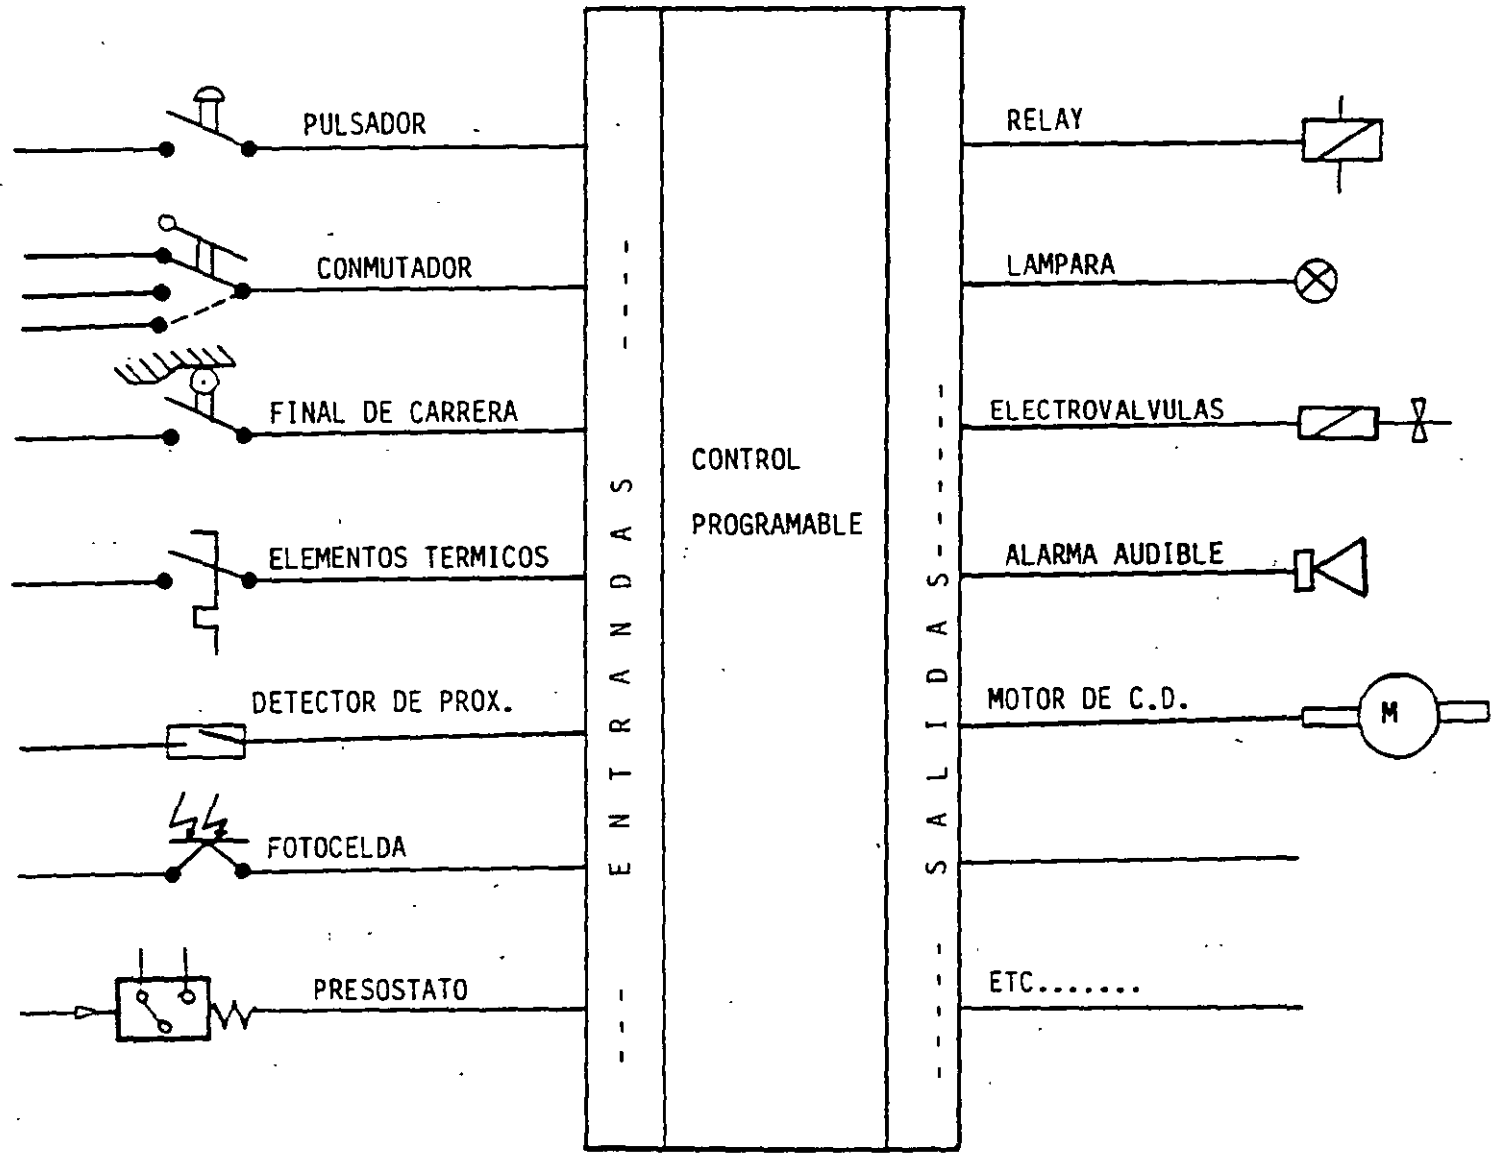 PULSADOR
CONMUTADOR
FINAL DE CARRERA
ELEMENTOS TERMICOS
DETECTOR DE PROX.
FOTOCELDA
PRESOSTATO
--- ENTRANDAS ----
CONTROL
PROGRAMABLE
----- SALIDAS ------
RELAY
LAMPARA
ELECTROVALVULAS
ALARMA AUDIBLE
MOTOR DE C.D.
M
ETC.......